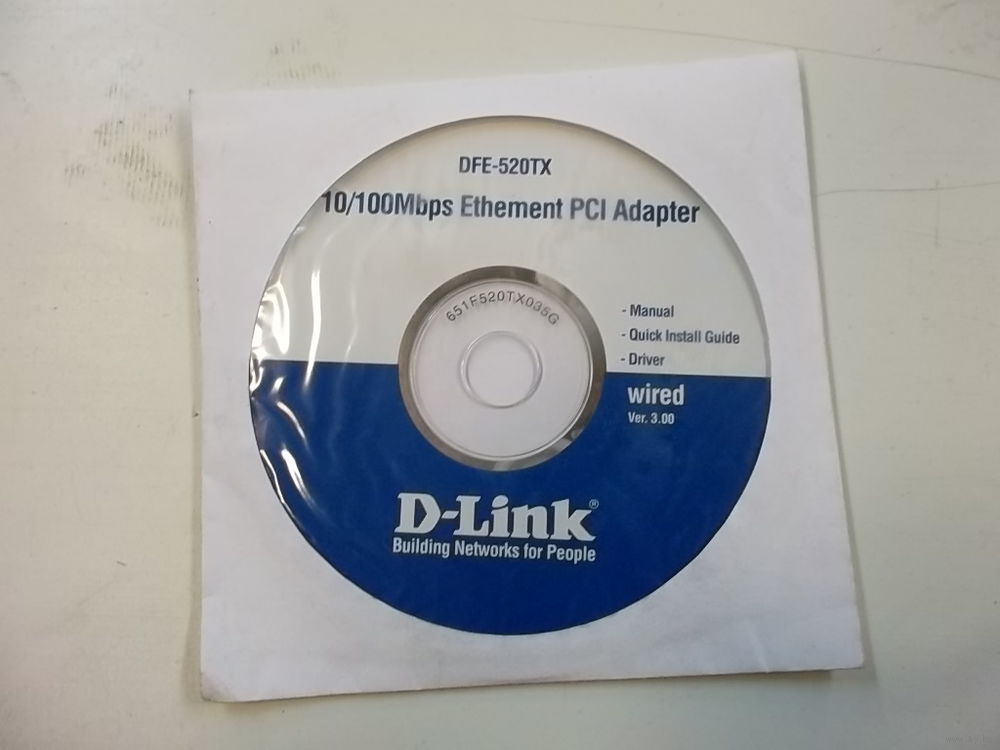 DFE-520TX
10/100Mbps Ethement PCI Adapter
651F520TX035G
- Manual
- Quick Install Guide
- Driver
wired
Ver. 3.00
D-Link®
Building Networks for People